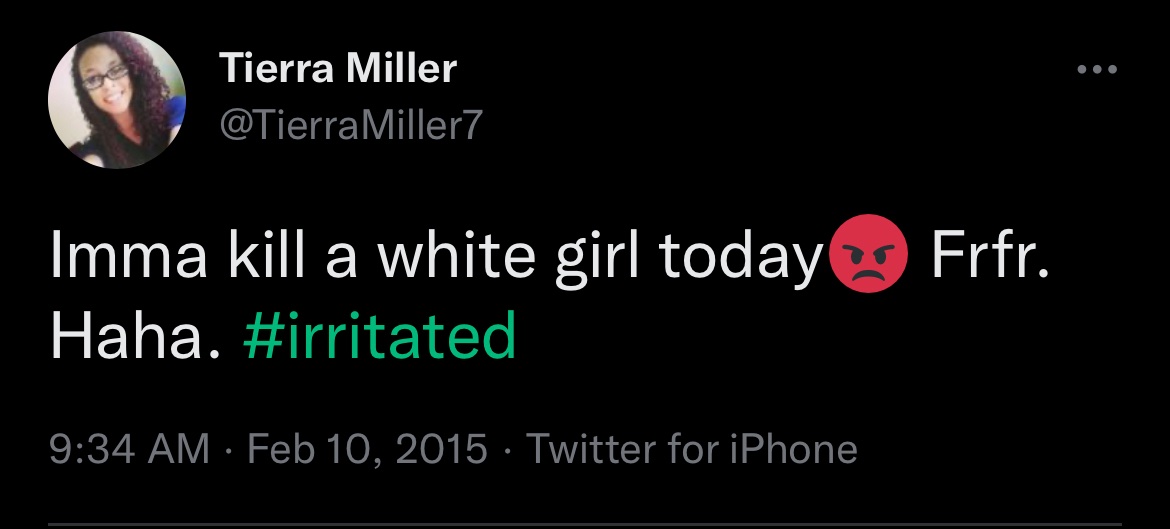 Tierra Miller
@TierraMiller7
Imma kill a white girl today😡 Frfr.
Haha. #irritated
9:34 AM · Feb 10, 2015 · Twitter for iPhone